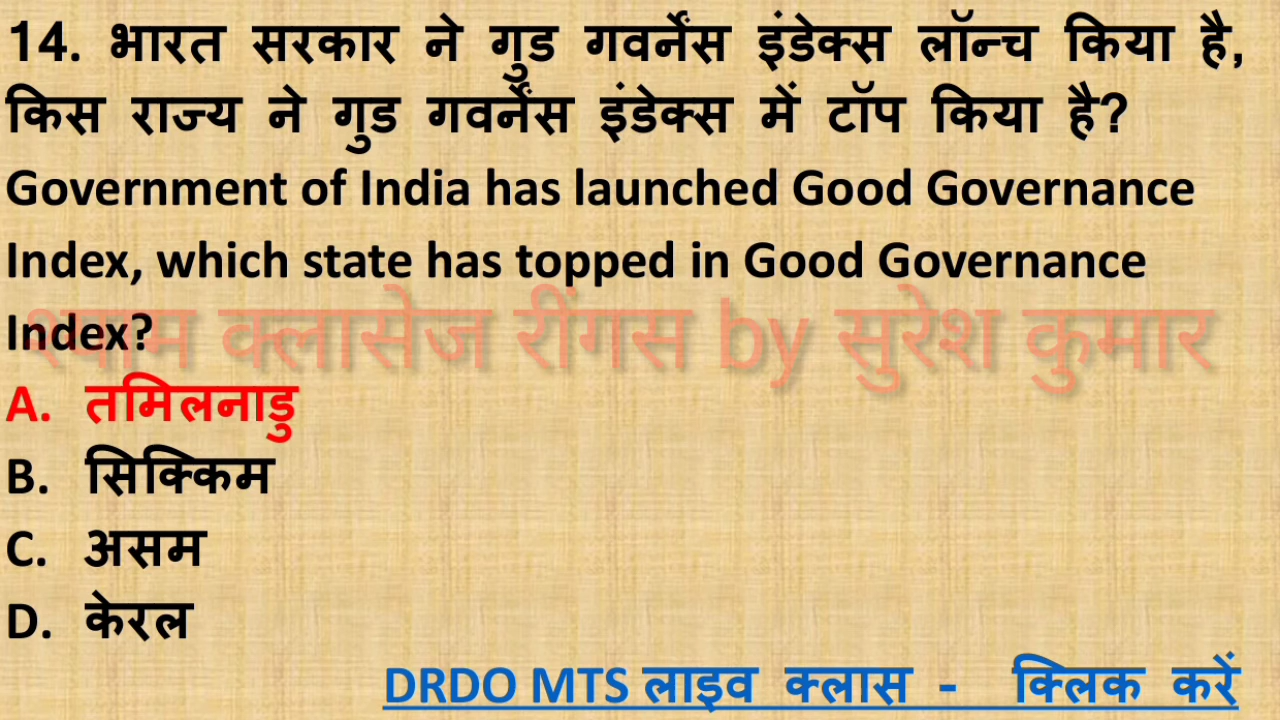 14. भारत सरकार ने गुड गवर्नेंस इंडेक्स लॉन्च किया है,
किस राज्य ने गुड गवर्नेंस इंडेक्स में टॉप किया है?
Government of India has launched Good Governance
Index, which state has topped in Good Governance
Index?
श्याम क्लासेज रींगस by सुरेश कुमार
A. तमिलनाडु
B. सिक्किम
C. असम
D. केरल
DRDO MTS लाइव क्लास - क्लिक करें